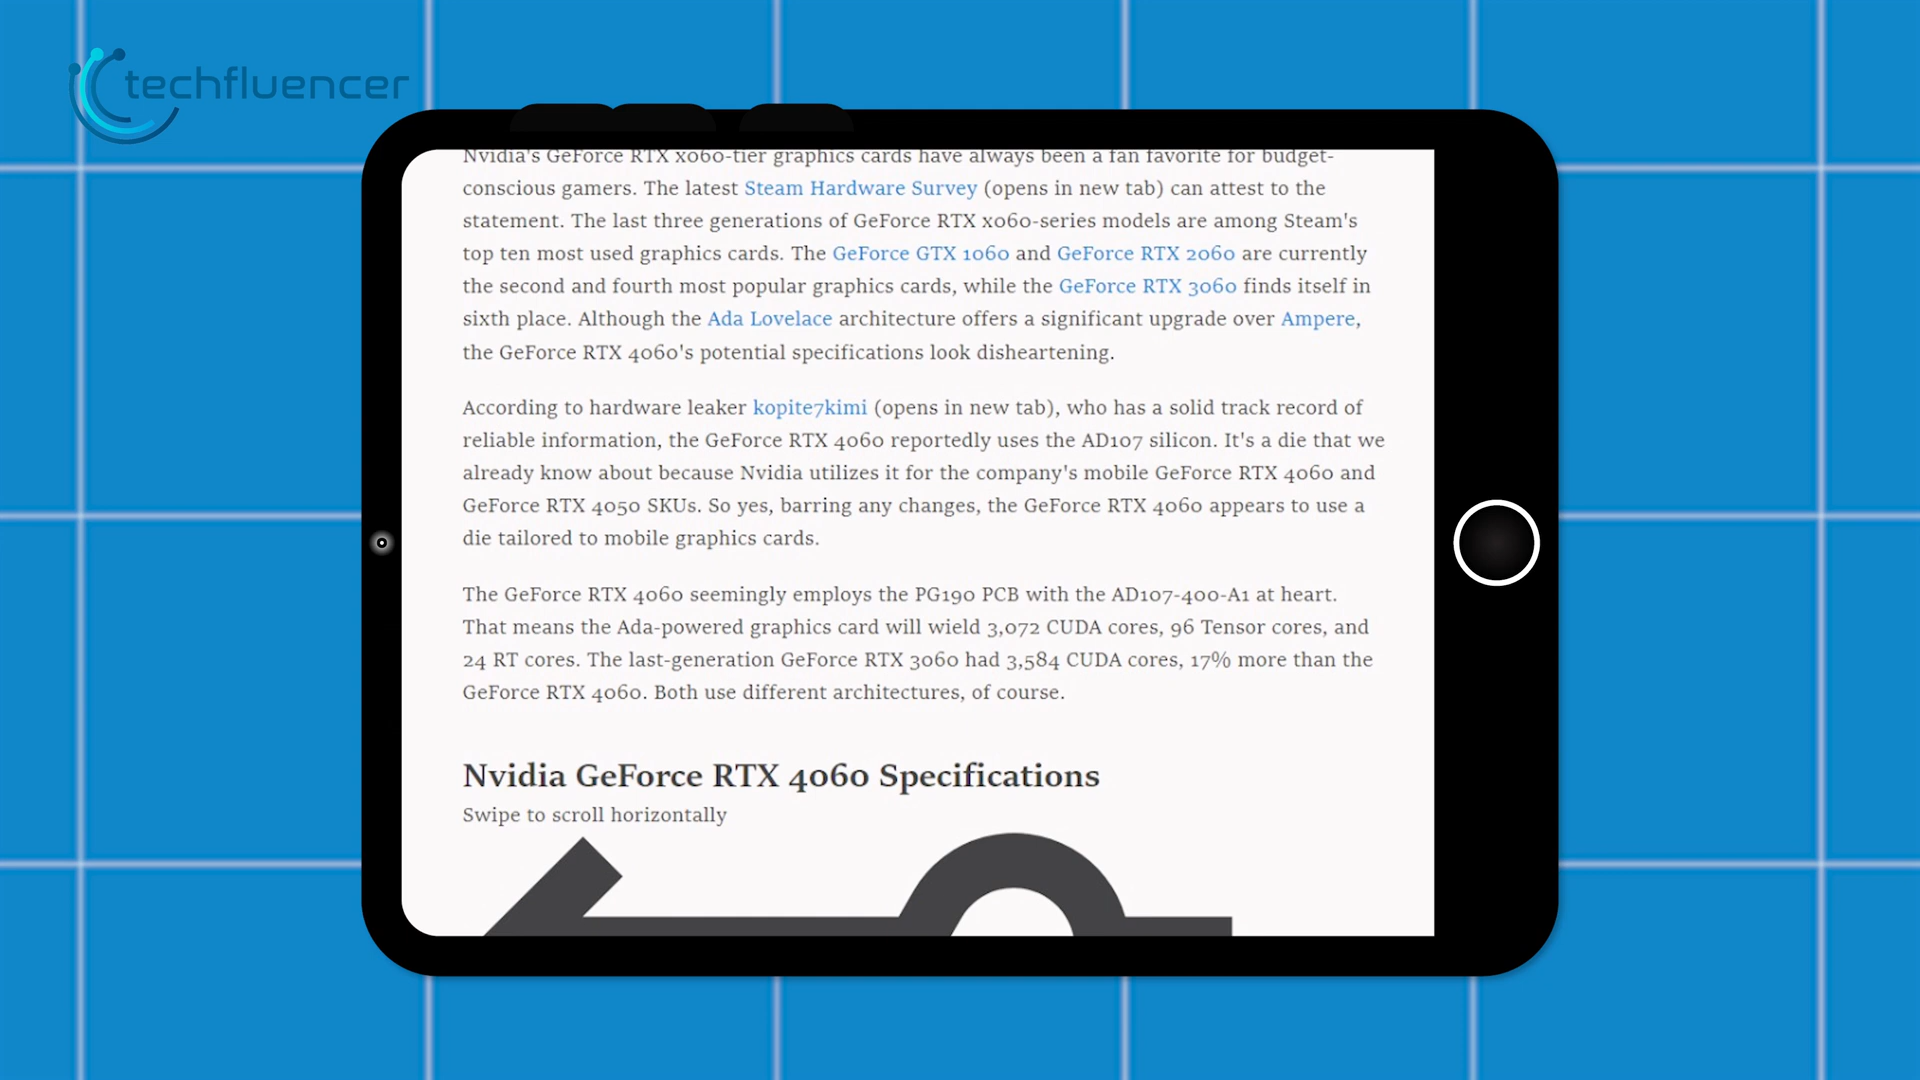 techfluencer
Nvidia's GeForce RTX x060-tier graphics cards have always been a fan favorite for budget-
conscious gamers. The latest Steam Hardware Survey (opens in new tab) can attest to the
statement. The last three generations of GeForce RTX x060-series models are among Steam's
top ten most used graphics cards. The GeForce GTX 1060 and GeForce RTX 2060 are currently
the second and fourth most popular graphics cards, while the GeForce RTX 3060 finds itself in
sixth place. Although the Ada Lovelace architecture offers a significant upgrade over Ampere,
the GeForce RTX 4060's potential specifications look disheartening.
According to hardware leaker kopite7kimi (opens in new tab), who has a solid track record of
reliable information, the GeForce RTX 4060 reportedly uses the AD107 silicon. It's a die that we
already know about because Nvidia utilizes it for the company's mobile GeForce RTX 4060 and
GeForce RTX 4050 SKUs. So yes, barring any changes, the GeForce RTX 4060 appears to use a
die tailored to mobile graphics cards.
The GeForce RTX 4060 seemingly employs the PG190 PCB with the AD107-400-A1 at heart.
That means the Ada-powered graphics card will wield 3,072 CUDA cores, 96 Tensor cores, and
24 RT cores. The last-generation GeForce RTX 3060 had 3,584 CUDA cores, 17% more than the
GeForce RTX 4060. Both use different architectures, of course.
Nvidia GeForce RTX 4060 Specifications
Swipe to scroll horizontally